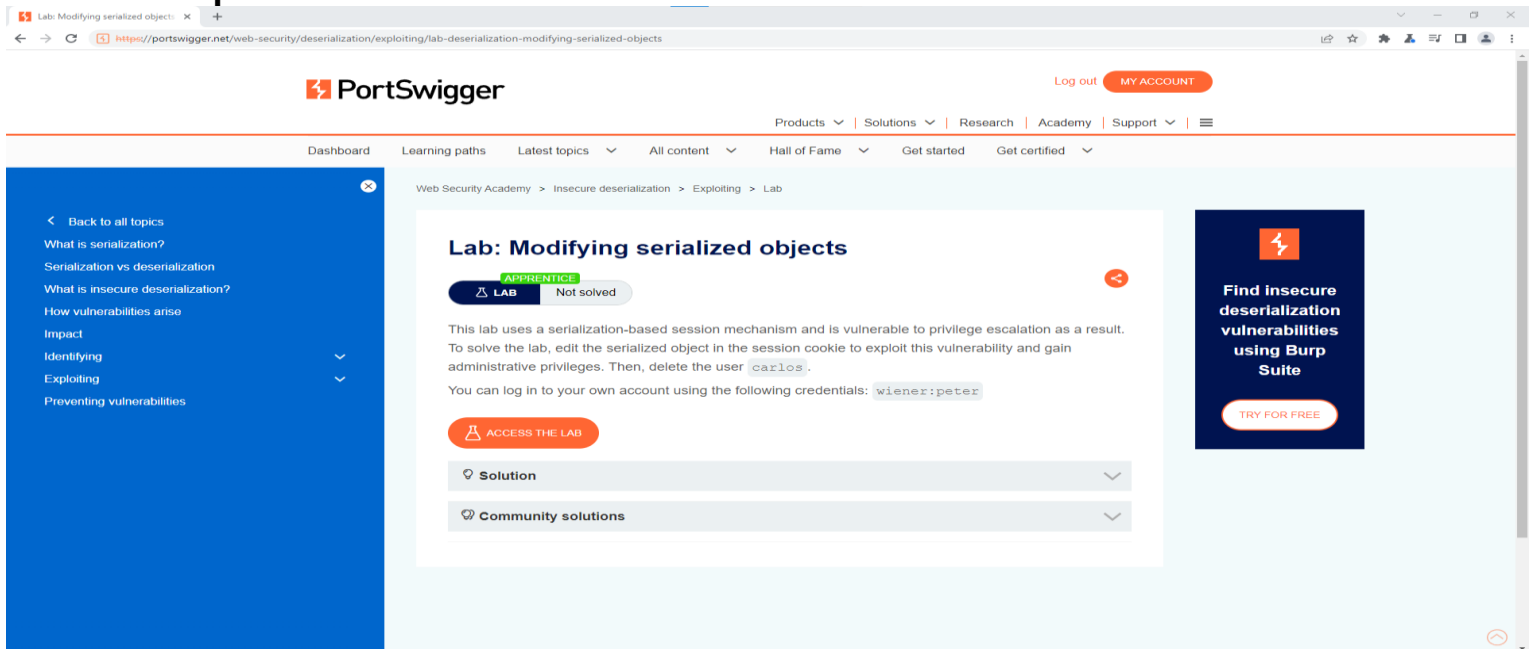 Lab: Modifying serialized objects
https://portswigger.net/web-security/deserialization/exploiting/lab-deserialization-modifying-serialized-objects
PortSwigger
Log out MY ACCOUNT
Products | Solutions | Research | Academy | Support |
Dashboard Learning paths Latest topics All content Hall of Fame Get started Get certified
Back to all topics
What is serialization?
Serialization vs deserialization
What is insecure deserialization?
How vulnerabilities arise
Impact
Identifying
Exploiting
Preventing vulnerabilities
Web Security Academy > Insecure deserialization > Exploiting > Lab
Lab: Modifying serialized objects
APPRENTICE
LAB Not solved
This lab uses a serialization-based session mechanism and is vulnerable to privilege escalation as a result.
To solve the lab, edit the serialized object in the session cookie to exploit this vulnerability and gain
administrative privileges. Then, delete the user carlos.
You can log in to your own account using the following credentials: wiener:peter
ACCESS THE LAB
Solution
Community solutions
Find insecure
deserialization
vulnerabilities
using Burp
Suite
TRY FOR FREE